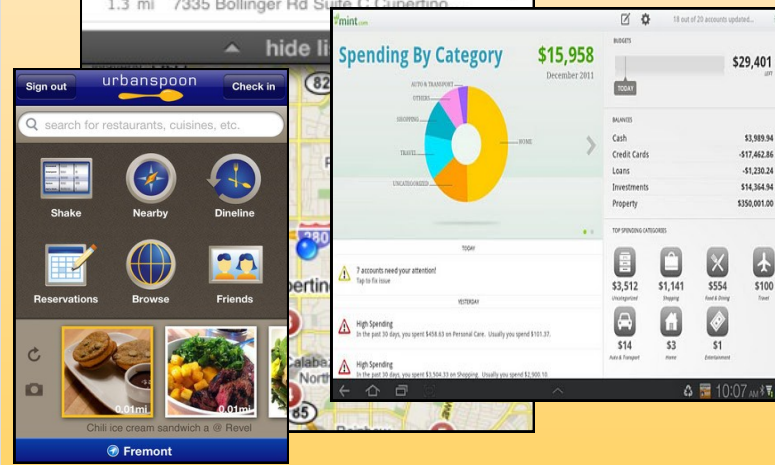 1.3 mi 7335 Bollinger Rd Suite C Cupertino
hide
82
280
85
Sign out
urbanspoon
Check in
search for restaurants, cuisines, etc.
Shake
Nearby
Dineline
Reservations
Browse
Friends
0.01mi
0.01mi
Chili ice cream sandwich a @ Revel
Fremont
mint.com
18 out of 20 accounts updated...
Spending By Category
$15,958
December 2011
AUTO & TRANSPORT
OTHERS
SHOPPING
TRAVEL
UNCATEGORIZED
HOME
TODAY
7 accounts need your attention!
Tap to fix issue
YESTERDAY
High Spending
In the past 30 days, you spent $458.63 on Personal Care. Usually you spend $101.37.
High Spending
In the past 30 days, you spent $3,504.33 on Shopping. Usually you spend $2,900.10.
BUDGETS
$29,401
LEFT
TODAY
BALANCES
Cash $3,989.94
Credit Cards -$17,462.86
Loans -$1,230.24
Investments $14,364.94
Property $350,001.00
TOP SPENDING CATEGORIES
$3,512 $1,141 $554 $100
Uncategorized Shopping Food & Dining Travel
$14 $3 $1
Auto & Transport Home Entertainment
10:07 AM